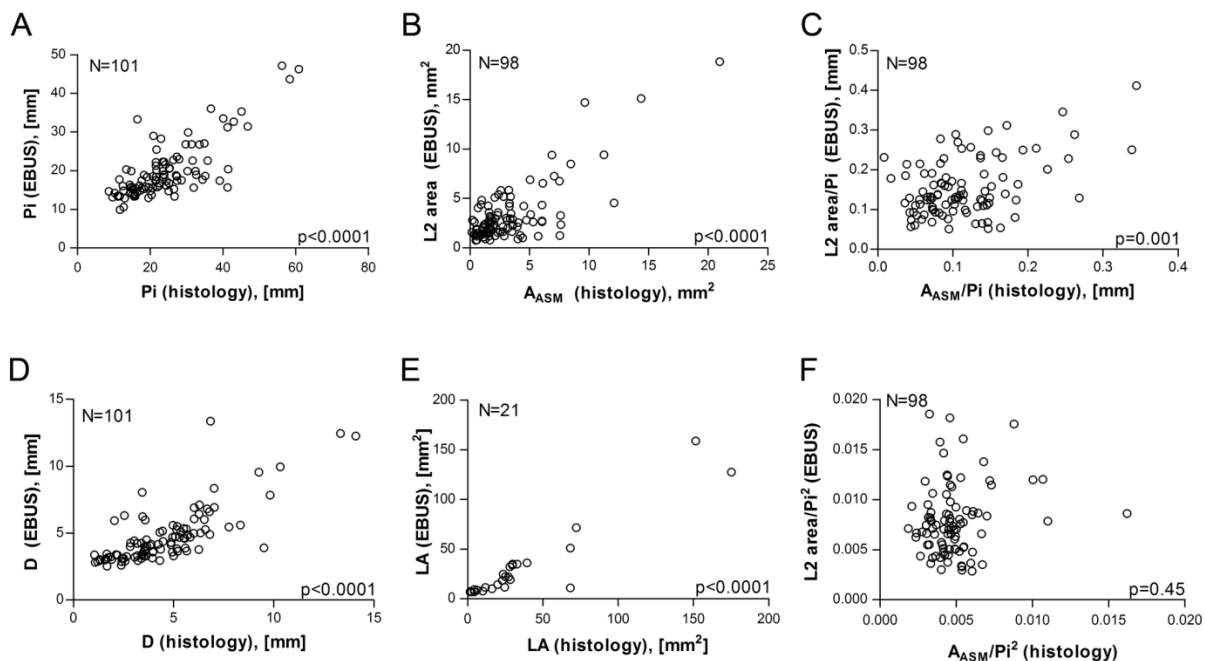 A
N=101
50
40
30
20
10
0
Pi (EBUS), [mm]
0 20 40 60 80
p<0.0001
Pi (histology), [mm]
B
N=98
20
15
10
5
0
L2 area (EBUS), mm²
0 5 10 15 20 25
p<0.0001
A_ASM (histology), mm²
C
N=98
0.5
0.4
0.3
0.2
0.1
0.0
L2 area/Pi (EBUS) [mm]
0.0 0.1 0.2 0.3 0.4
p=0.001
A_ASM/Pi (histology), [mm]
D
N=101
15
10
5
0
D (EBUS), [mm]
0 5 10 15
p<0.0001
D (histology), [mm]
E
N=21
200
150
100
50
0
LA (EBUS), [mm²]
0 50 100 150 200
p<0.0001
LA (histology), [mm²]
F
N=98
0.020
0.015
0.010
0.005
0.000
L2 area/Pi² (EBUS)
0.000 0.005 0.010 0.015 0.020
p=0.45
A_ASM/Pi² (histology)